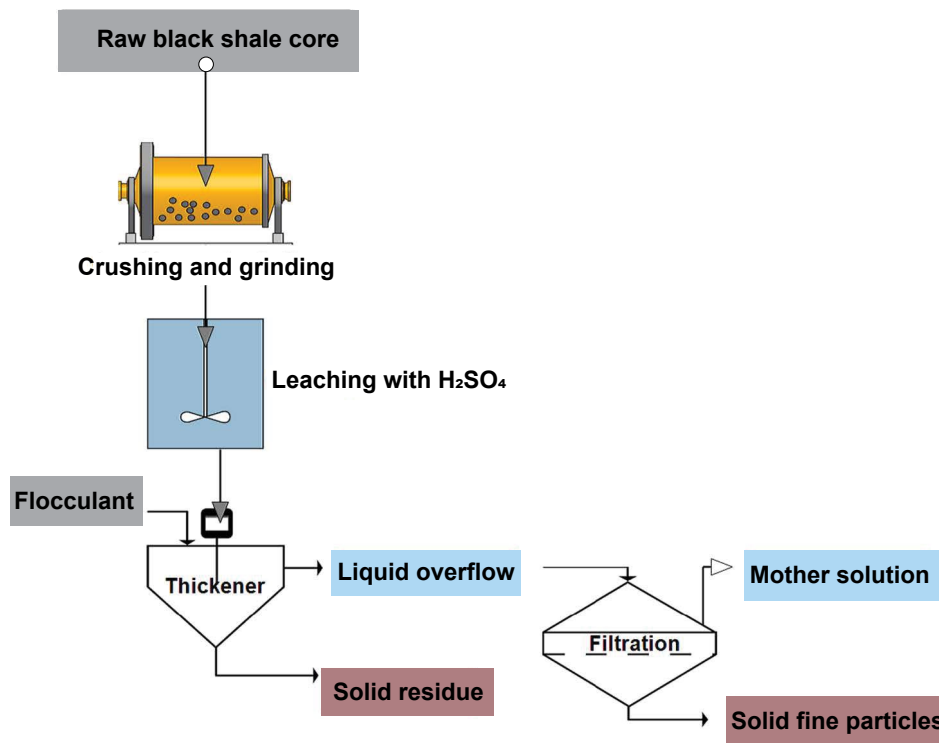 Raw black shale core
Crushing and grinding
Leaching with H₂SO₄
Flocculant
Thickener
Liquid overflow
Mother solution
Filtration
Solid residue
Solid fine particles